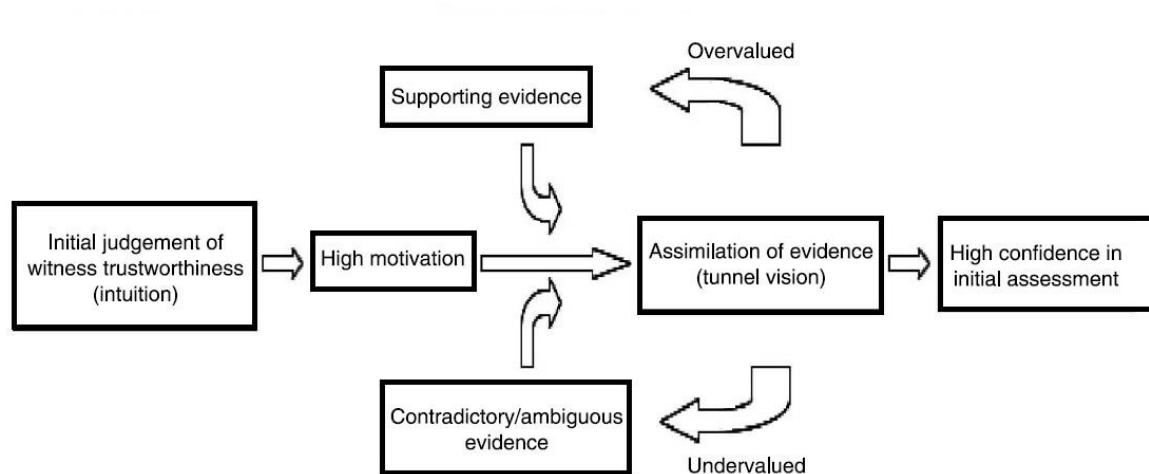 Overvalued
Supporting evidence
Initial judgement of
witness trustworthiness
(intuition)
High motivation
Assimilation of evidence
(tunnel vision)
High confidence in
initial assessment
Contradictory/ambiguous
evidence
Undervalued